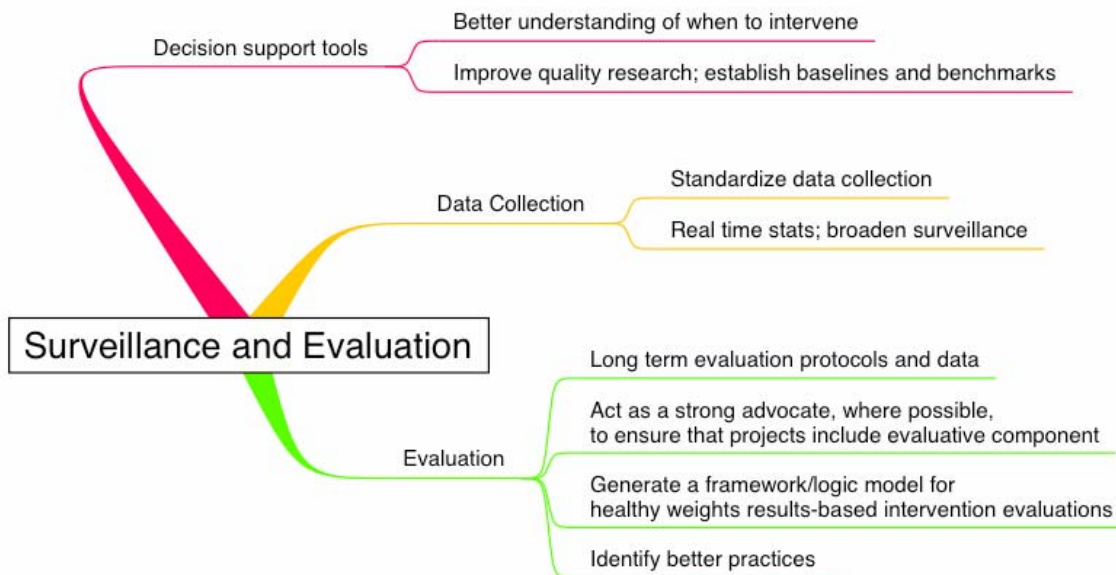 Decision support tools
Better understanding of when to intervene
Improve quality research; establish baselines and benchmarks
Data Collection
Standardize data collection
Real time stats; broaden surveillance
Surveillance and Evaluation
Evaluation
Long term evaluation protocols and data
Act as a strong advocate, where possible,
to ensure that projects include evaluative component
Generate a framework/logic model for
healthy weights results-based intervention evaluations
Identify better practices